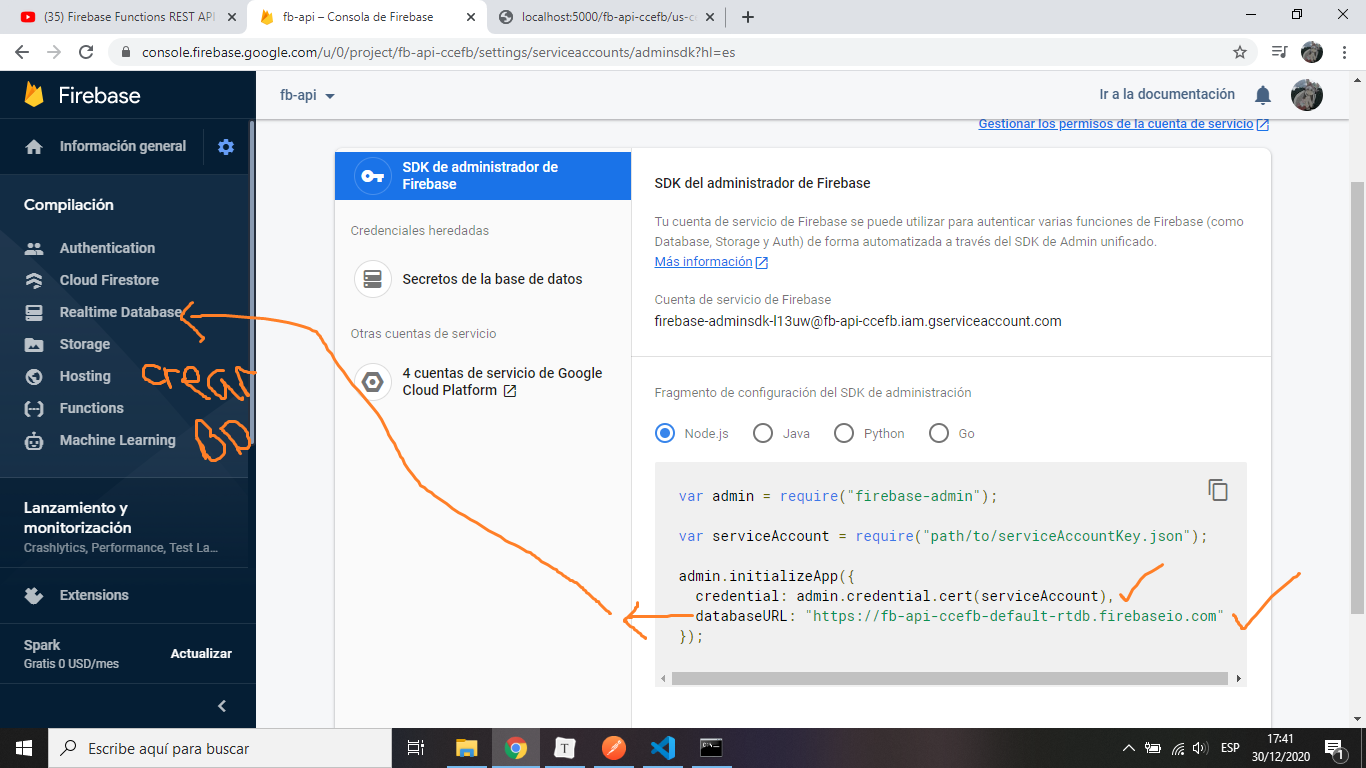 (35) Firebase Functions REST API
fb-api – Consola de Firebase
localhost:5000/fb-api-ccefb/us-c
console.firebase.google.com/u/0/project/fb-api-ccefb/settings/serviceaccounts/adminsdk?hl=es
Firebase
fb-api
Ir a la documentación
Gestionar los permisos de la cuenta de servicio
Información general
Compilación
Authentication
Cloud Firestore
Realtime Database
Storage
Hosting
Functions
Machine Learning
crear
BD
Lanzamiento y
monitorización
Crashlytics, Performance, Test La...
Extensions
Spark
Gratis 0 USD/mes
Actualizar
SDK de administrador de
Firebase
Credenciales heredadas
Secretos de la base de datos
Otras cuentas de servicio
4 cuentas de servicio de Google
Cloud Platform
SDK del administrador de Firebase
Tu cuenta de servicio de Firebase se puede utilizar para autenticar varias funciones de Firebase (como
Database, Storage y Auth) de forma automatizada a través del SDK de Admin unificado.
Más información
Cuenta de servicio de Firebase
firebase-adminsdk-l13uw@fb-api-ccefb.iam.gserviceaccount.com
Fragmento de configuración del SDK de administración
Node.js Java Python Go
var admin = require("firebase-admin");
var serviceAccount = require("path/to/serviceAccountKey.json");
admin.initializeApp({
credential: admin.credential.cert(serviceAccount),
databaseURL: "https://fb-api-ccefb-default-rtdb.firebaseio.com"
});
Escribe aquí para buscar
T
ESP
17:41
30/12/2020
1